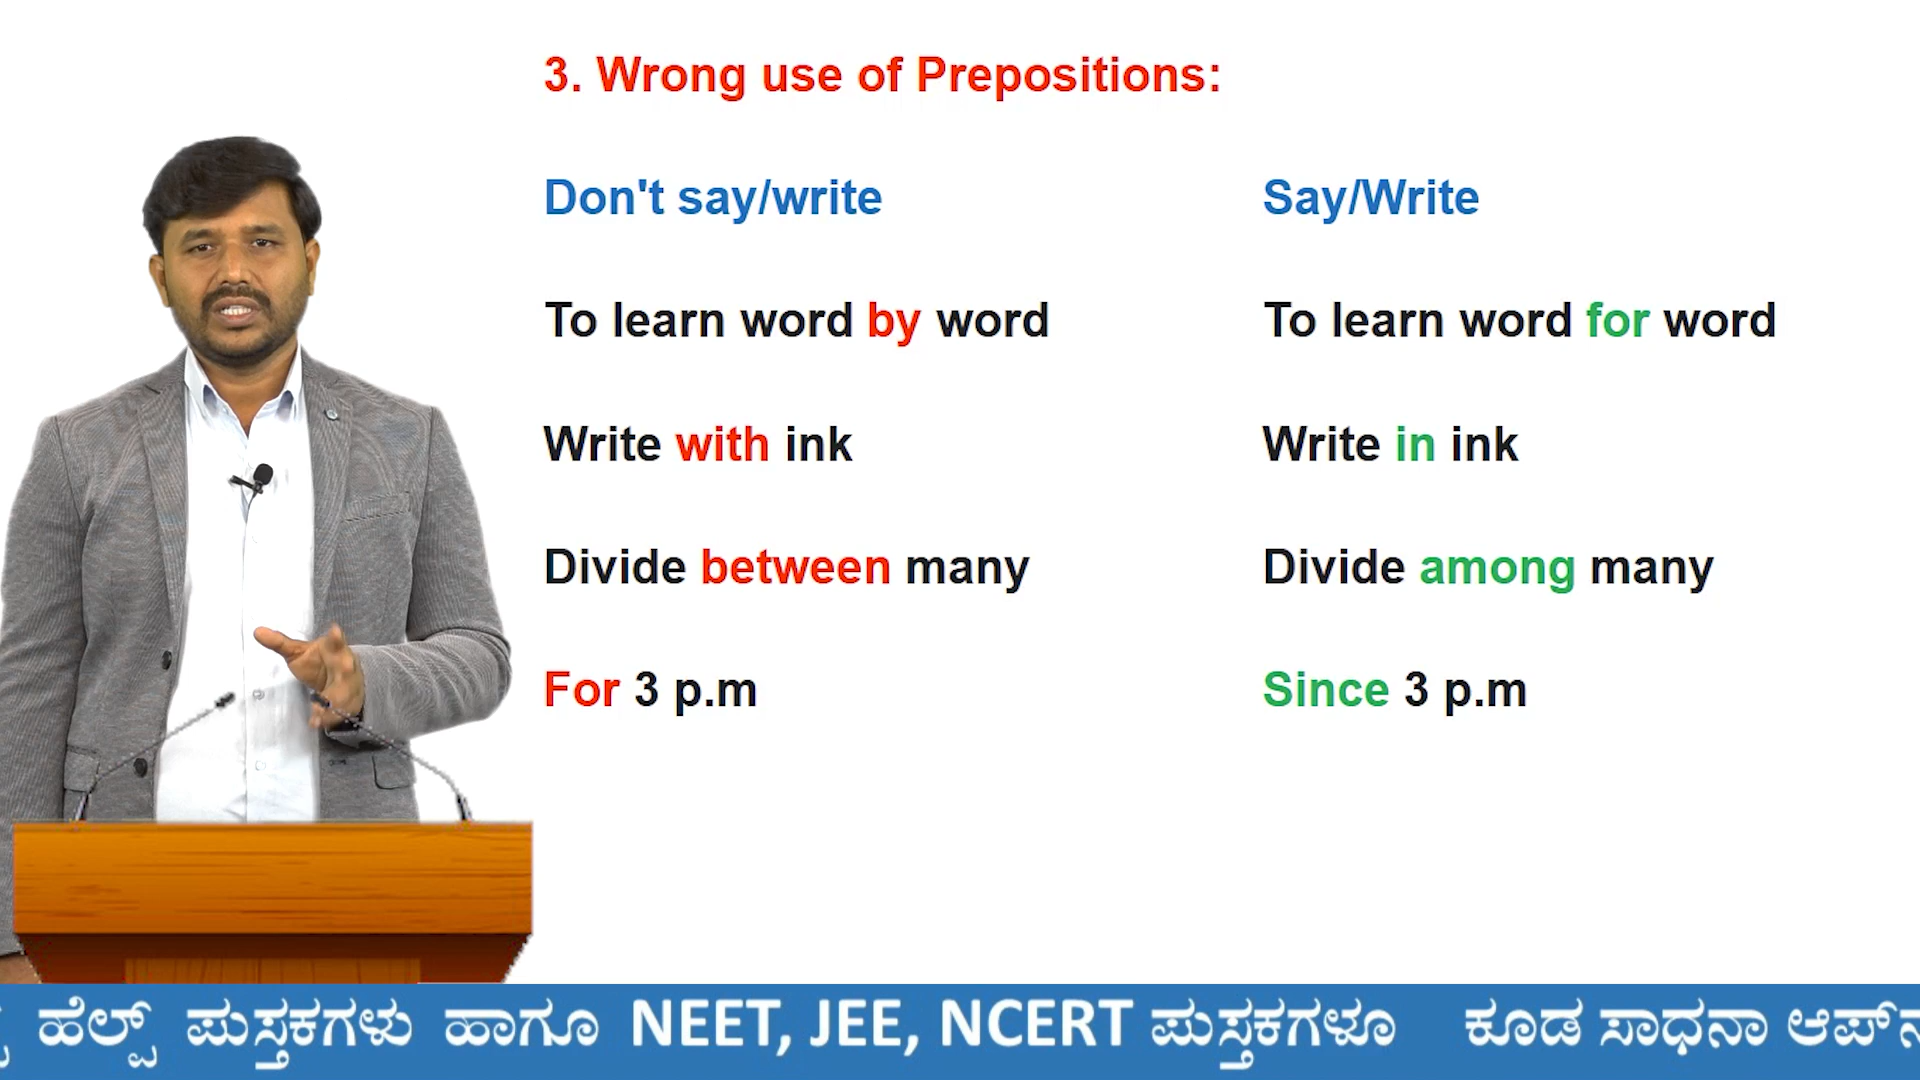 3. Wrong use of Prepositions:
Don't say/write Say/Write
To learn word by word To learn word for word
Write with ink Write in ink
Divide between many Divide among many
For 3 p.m Since 3 p.m
ಹೆಲ್ಪ್ ಪುಸ್ತಕಗಳು ಹಾಗೂ NEET, JEE, NCERT ಪುಸ್ತಕಗಳೂ ಕೂಡ ಸಾಧನಾ